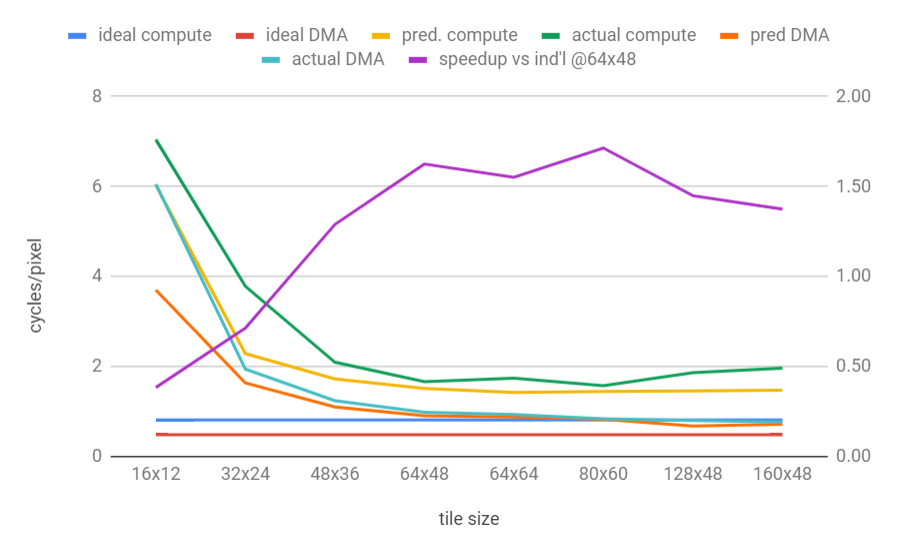 ideal compute ideal DMA pred. compute actual compute pred DMA
actual DMA speedup vs ind'l @64x48
8 2.00
6 1.50
4 1.00
2 0.50
0 0.00
cycles/pixel
16x12 32x24 48x36 64x48 64x64 80x60 128x48 160x48
tile size